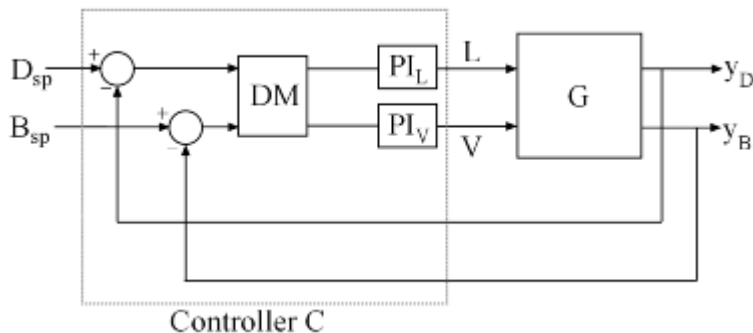 D_sp
+
−
B_sp
+
−
DM
PI_L
PI_V
L
V
G
y_D
y_B
Controller C